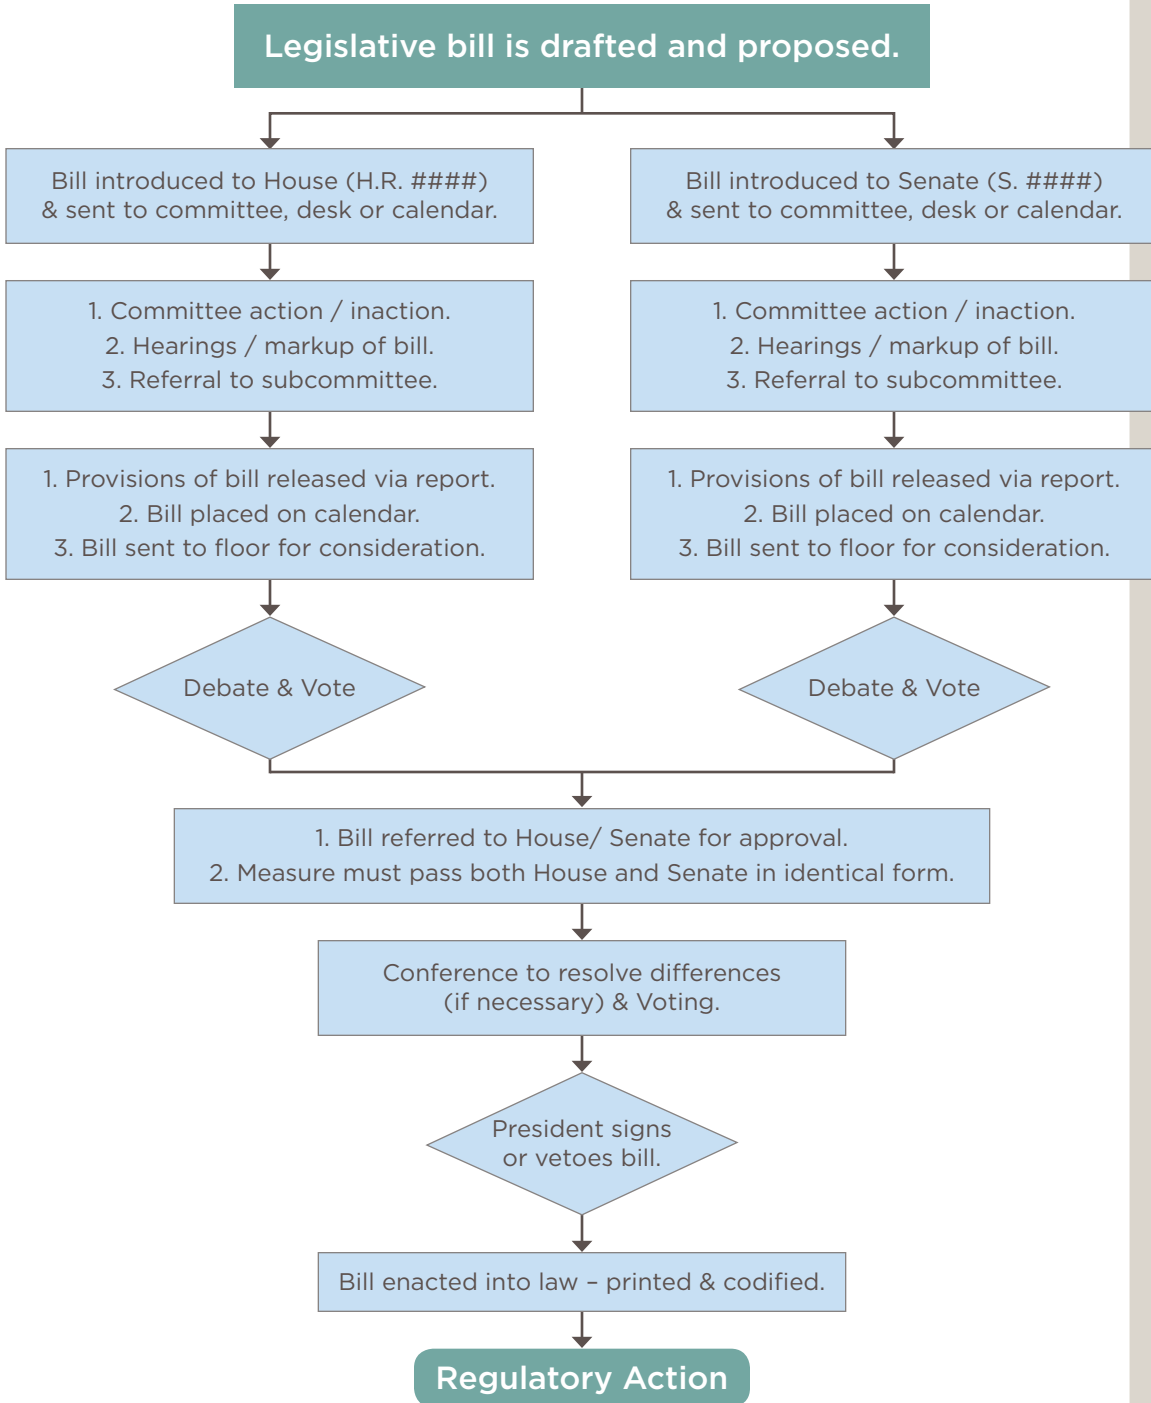 Legislative bill is drafted and proposed.
Bill introduced to House (H.R. ####)
& sent to committee, desk or calendar.
Bill introduced to Senate (S. ####)
& sent to committee, desk or calendar.
1. Committee action / inaction.
2. Hearings / markup of bill.
3. Referral to subcommittee.
1. Committee action / inaction.
2. Hearings / markup of bill.
3. Referral to subcommittee.
1. Provisions of bill released via report.
2. Bill placed on calendar.
3. Bill sent to floor for consideration.
1. Provisions of bill released via report.
2. Bill placed on calendar.
3. Bill sent to floor for consideration.
Debate & Vote
Debate & Vote
1. Bill referred to House/ Senate for approval.
2. Measure must pass both House and Senate in identical form.
Conference to resolve differences
(if necessary) & Voting.
President signs
or vetoes bill.
Bill enacted into law – printed & codified.
Regulatory Action